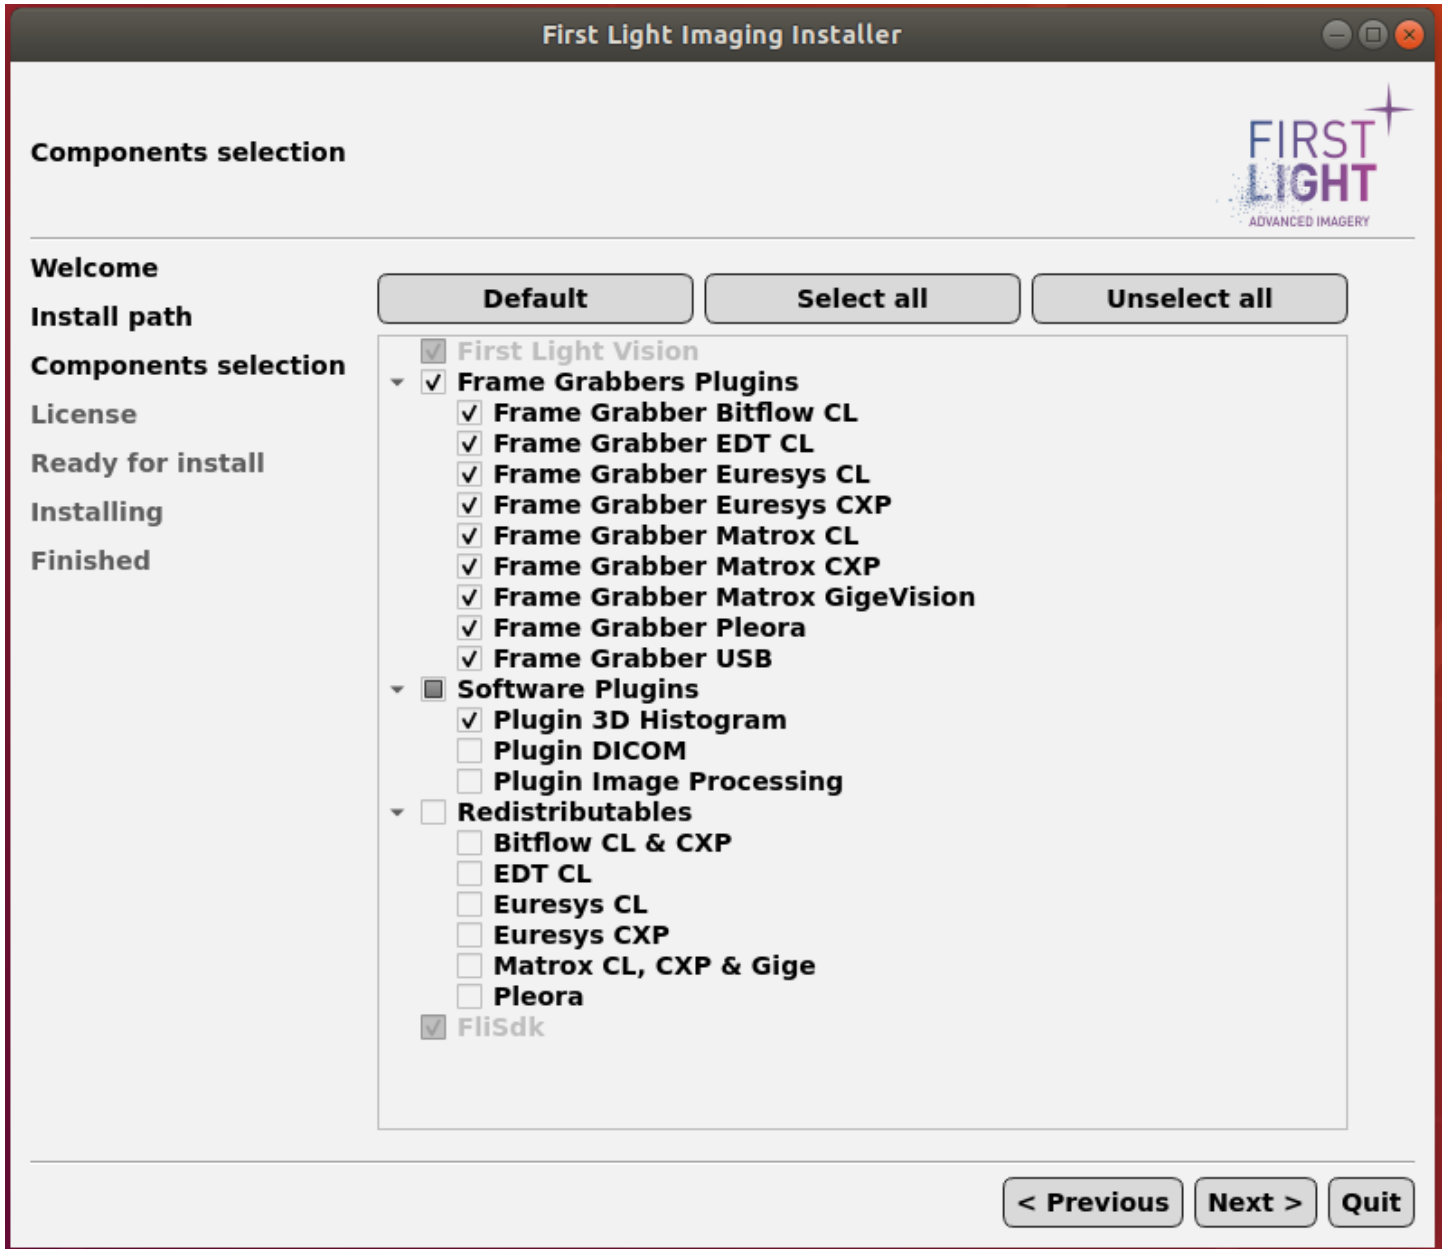 First Light Imaging Installer
Components selection
FIRST
LIGHT
ADVANCED IMAGERY
Welcome
Install path
Components selection
License
Ready for install
Installing
Finished
Default
Select all
Unselect all
First Light Vision
Frame Grabbers Plugins
Frame Grabber Bitflow CL
Frame Grabber EDT CL
Frame Grabber Euresys CL
Frame Grabber Euresys CXP
Frame Grabber Matrox CL
Frame Grabber Matrox CXP
Frame Grabber Matrox GigeVision
Frame Grabber Pleora
Frame Grabber USB
Software Plugins
Plugin 3D Histogram
Plugin DICOM
Plugin Image Processing
Redistributables
Bitflow CL & CXP
EDT CL
Euresys CL
Euresys CXP
Matrox CL, CXP & Gige
Pleora
FliSdk
< Previous
Next >
Quit